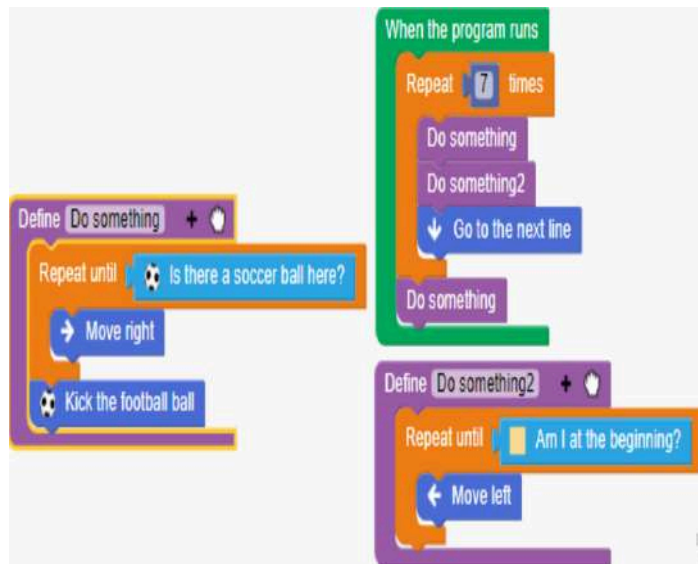 When the program runs
Repeat 7 times
Do something
Do something2
Go to the next line
Do something
Define Do something +
Repeat until Is there a soccer ball here?
Move right
Kick the football ball
Define Do something2 +
Repeat until Am I at the beginning?
Move left